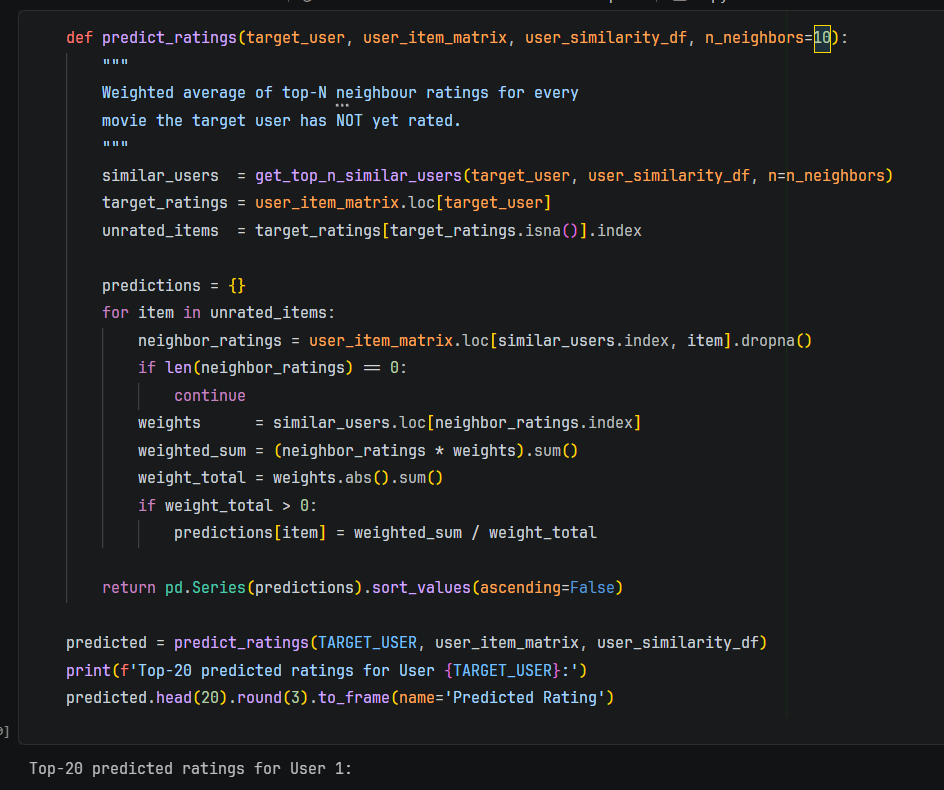 def predict_ratings(target_user, user_item_matrix, user_similarity_df, n_neighbors=10):
    """
    Weighted average of top-N neighbour ratings for every
    movie the target user has NOT yet rated.
    """
    similar_users  = get_top_n_similar_users(target_user, user_similarity_df, n=n_neighbors)
    target_ratings = user_item_matrix.loc[target_user]
    unrated_items  = target_ratings[target_ratings.isna()].index

    predictions = {}
    for item in unrated_items:
        neighbor_ratings = user_item_matrix.loc[similar_users.index, item].dropna()
        if len(neighbor_ratings) == 0:
            continue
        weights      = similar_users.loc[neighbor_ratings.index]
        weighted_sum = (neighbor_ratings * weights).sum()
        weight_total = weights.abs().sum()
        if weight_total > 0:
            predictions[item] = weighted_sum / weight_total

    return pd.Series(predictions).sort_values(ascending=False)

predicted = predict_ratings(TARGET_USER, user_item_matrix, user_similarity_df)
print(f'Top-20 predicted ratings for User {TARGET_USER}:')
predicted.head(20).round(3).to_frame(name='Predicted Rating')
Top-20 predicted ratings for User 1: